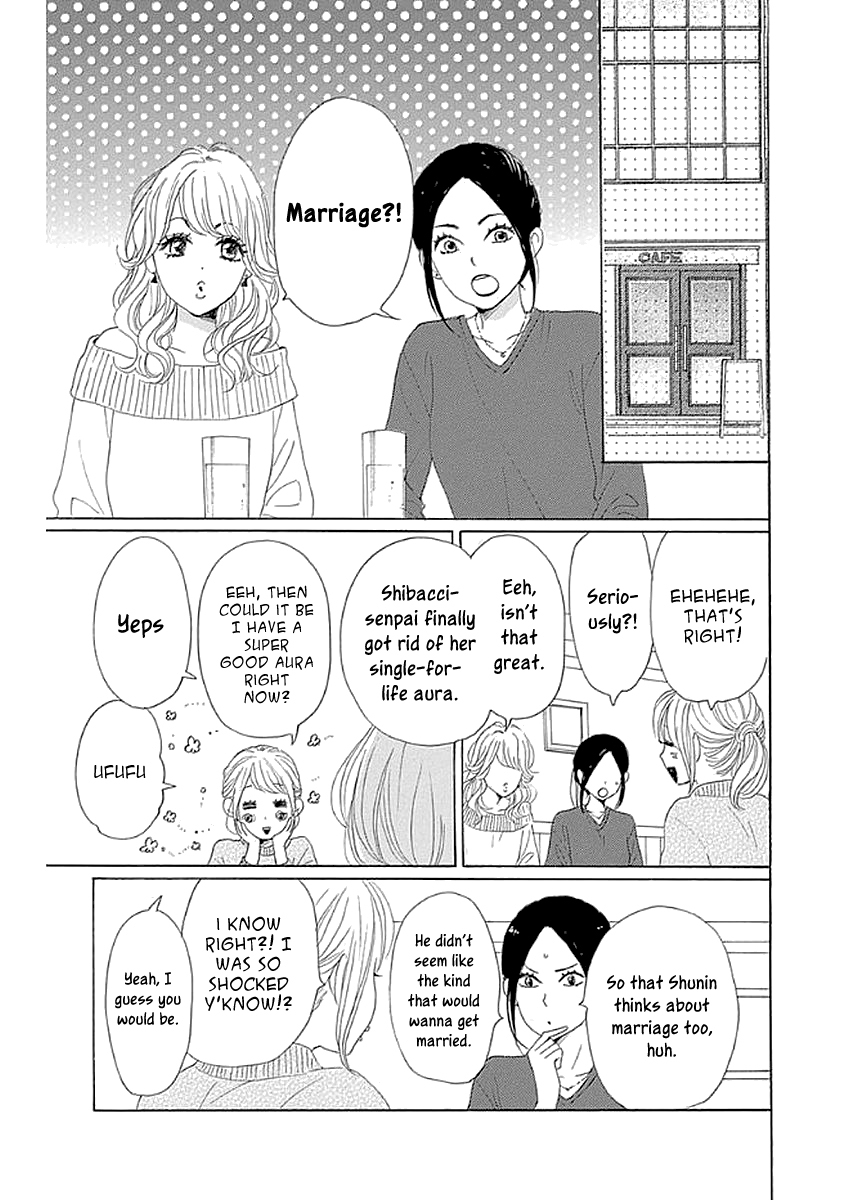 CAFE
Marriage?!
EHEHEHE,
THAT'S
RIGHT!
Serio-
usly?!
Eeh,
isn't
that
great.
Shibacci-
senpai finally
got rid of her
single-for-
life aura.
EEH, THEN
COULD IT BE
I HAVE A
SUPER
GOOD AURA
RIGHT
NOW?
Yeps
UFUFU
So that Shunin
thinks about
marriage too,
huh.
He didn't
seem like
the kind
that would
wanna get
married.
I KNOW
RIGHT?! I
WAS SO
SHOCKED
Y'KNOW!?
Yeah, I
guess you
would be.